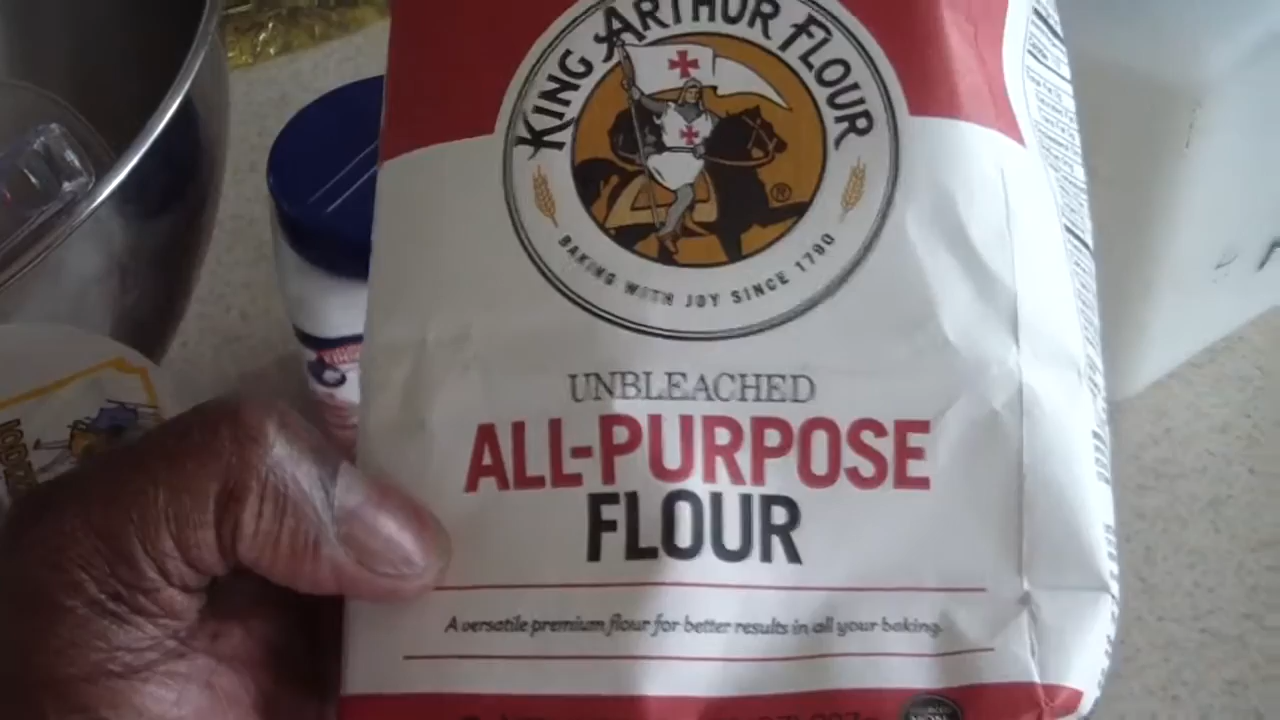 KING ARTHUR FLOUR
BAKING WITH JOY SINCE 1790
UNBLEACHED
ALL-PURPOSE
FLOUR
A versatile premium flour for better results in all your baking.